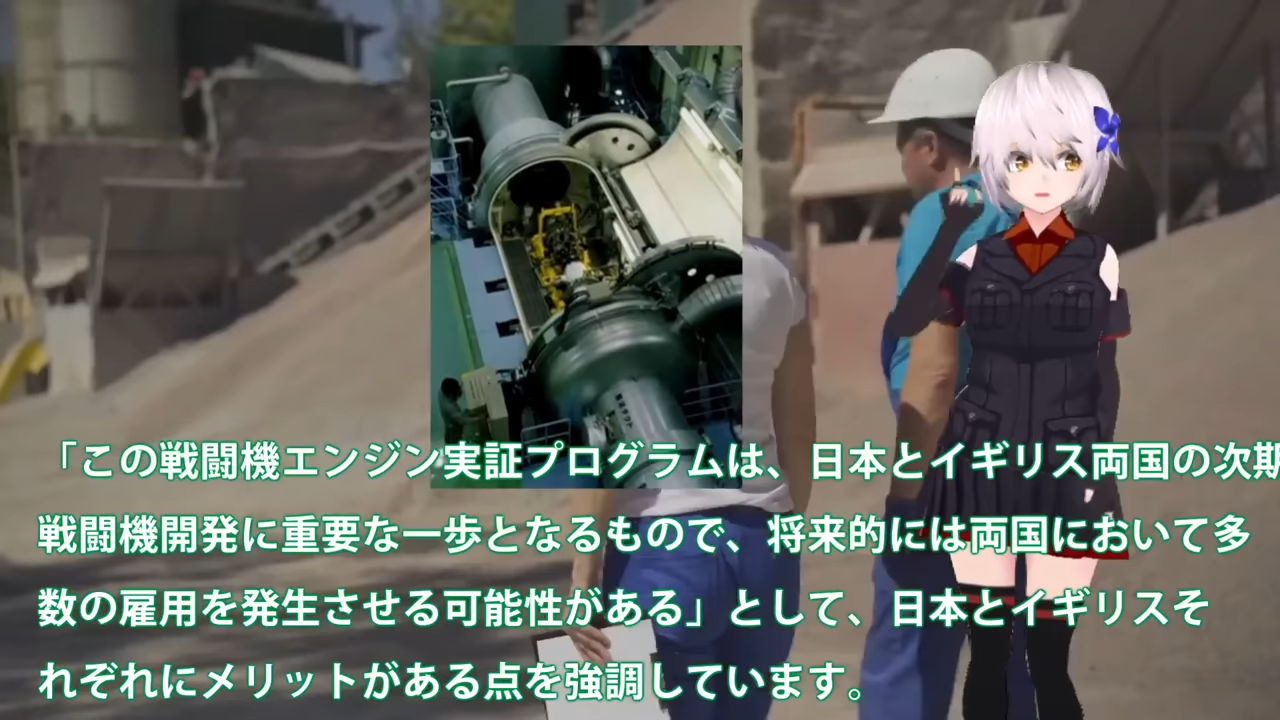 「この戦闘機エンジン実証プログラムは、日本とイギリス両国の次期
戦闘機開発に重要な一歩となるもので、将来的には両国において多
数の雇用を発生させる可能性がある」として、日本とイギリスそ
れぞれにメリットがある点を強調しています。